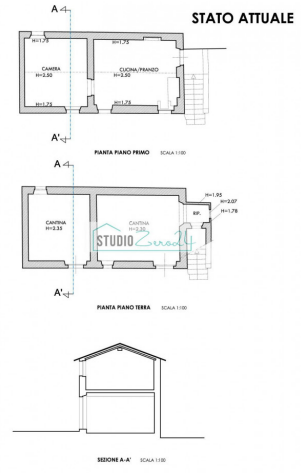 STATO ATTUALE
A
H=1.75
H=1.75
CAMERA
H=2.50
CUCINA/PRANZO
H=2.50
H=1.75
H=1.75
A'
PIANTA PIANO PRIMO SCALA 1:100
A
H=1.95
H=2.07
H=1.78
RIP.
CANTINA
H=2.35
CANTINA
STUDIO
A'
PIANTA PIANO TERRA SCALA 1:100
SEZIONE A-A' SCALA 1:100